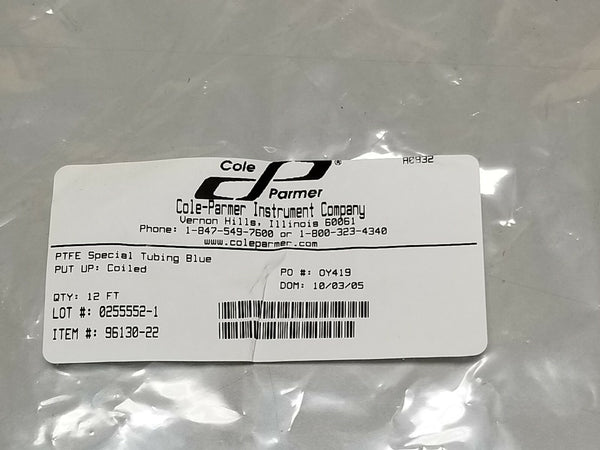 Cole
Parmer
®
A0932
Cole-Parmer Instrument Company
Vernon Hills, Illinois 60061
Phone: 1-847-549-7600 or 1-800-323-4340
www.coleparmer.com
PTFE Special Tubing Blue
PUT UP: Coiled
PO #: OY419
DOM: 10/03/05
QTY: 12 FT
LOT #: 0255552-1
ITEM #: 96130-22